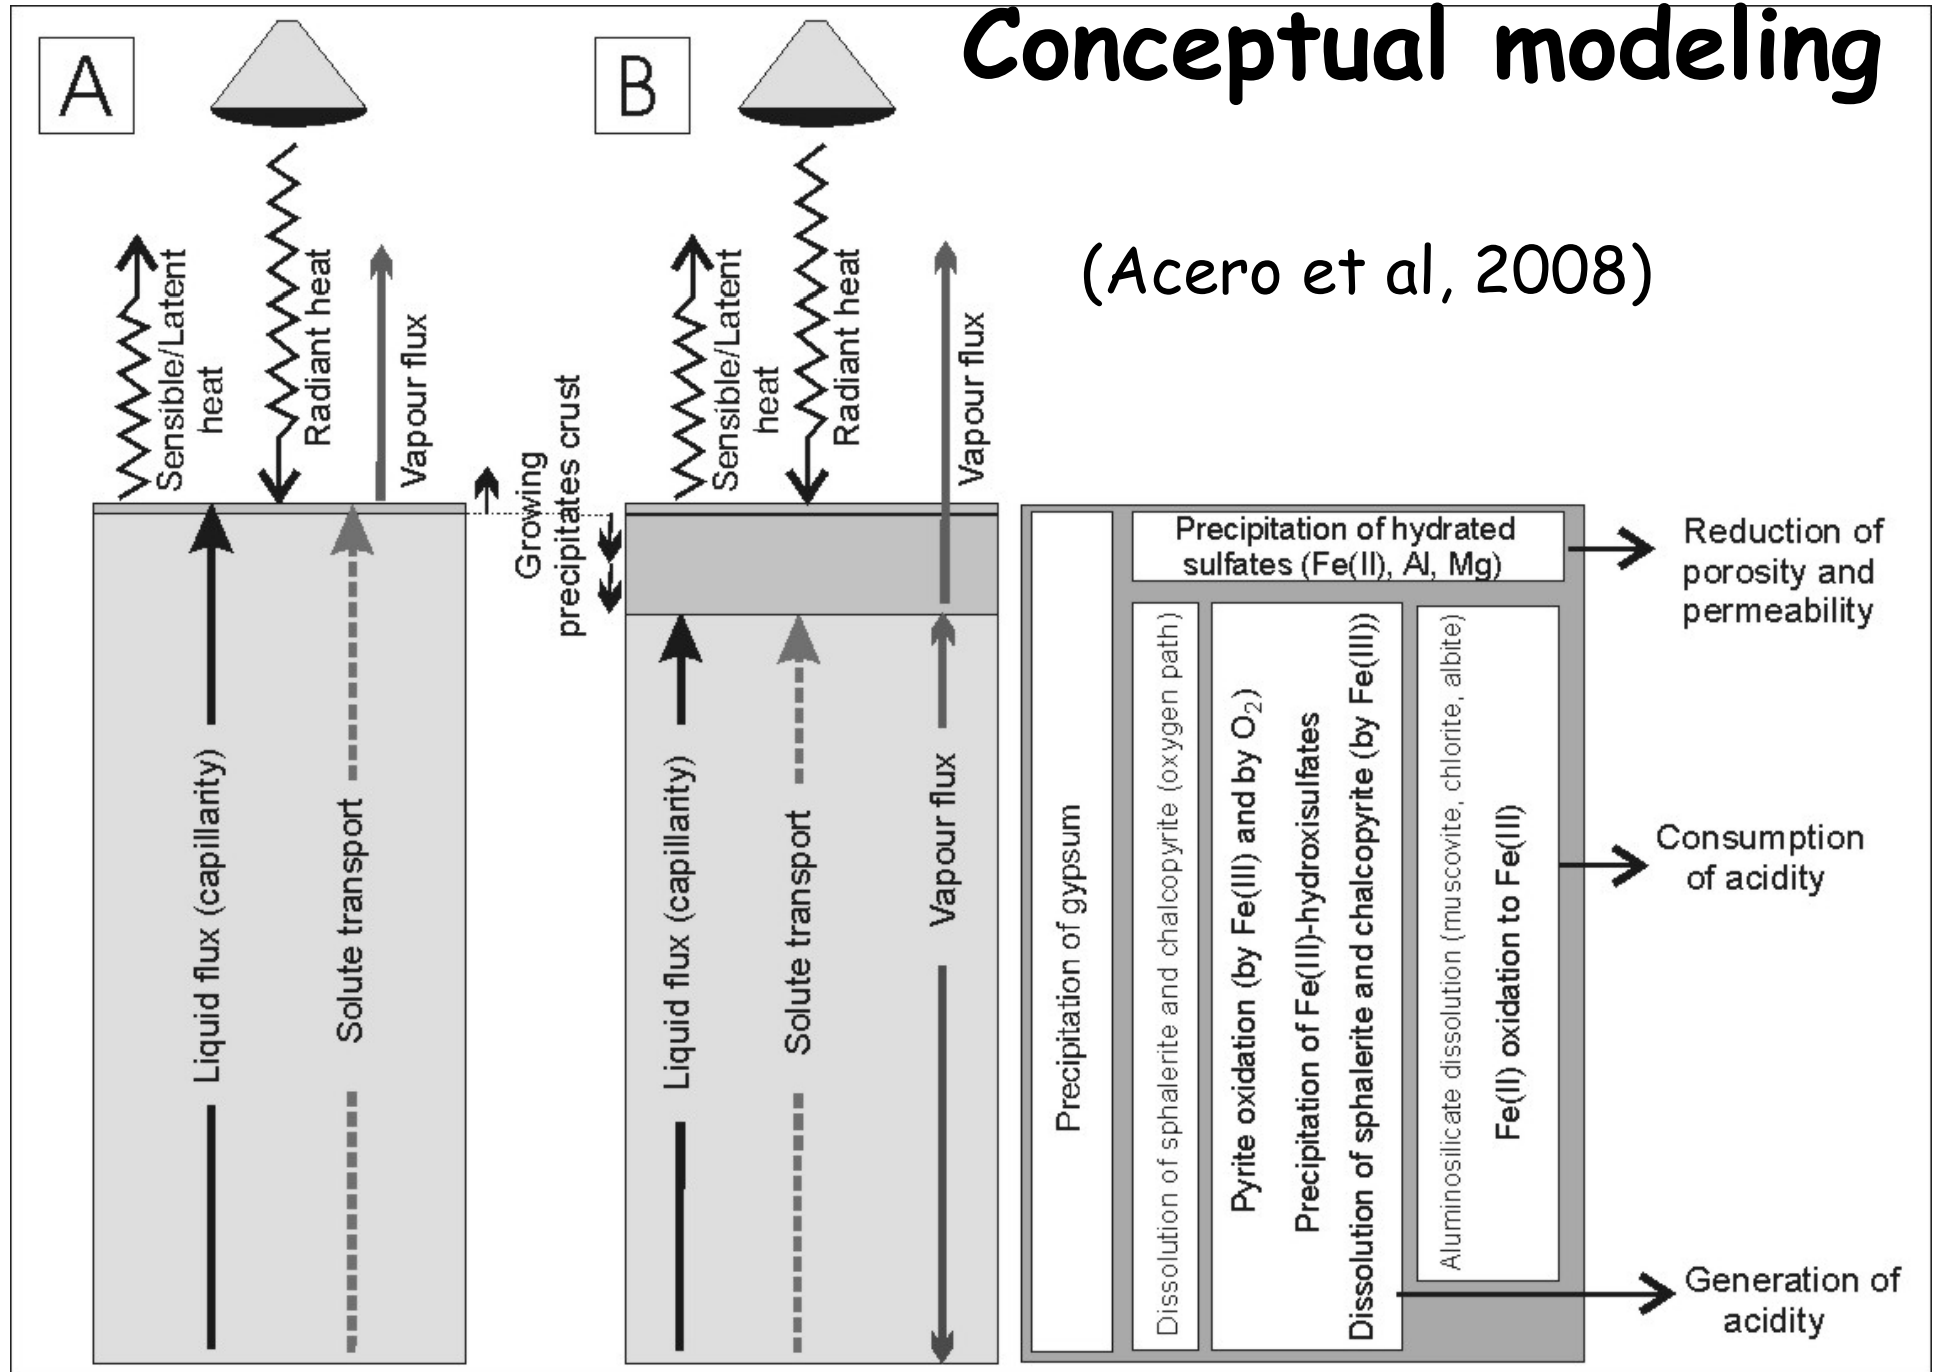 Conceptual modeling
(Acero et al, 2008)
A
Sensible/Latent
heat
Radiant heat
Vapour flux
Liquid flux (capillarity)
Solute transport
Growing
precipitates crust
B
Sensible/Latent
heat
Radiant heat
Vapour flux
Liquid flux (capillarity)
Solute transport
Vapour flux
Precipitation of gypsum
Precipitation of hydrated
sulfates (Fe(II), Al, Mg)
Dissolution of sphalerite and chalcopyrite (oxygen path)
Pyrite oxidation (by Fe(III) and by O₂)
Precipitation of Fe(III)-hydroxisulfates
Dissolution of sphalerite and chalcopyrite (by Fe(III))
Aluminosilicate dissolution (muscovite, chlorite, albite)
Fe(II) oxidation to Fe(III)
Reduction of
porosity and
permeability
Consumption
of acidity
Generation of
acidity